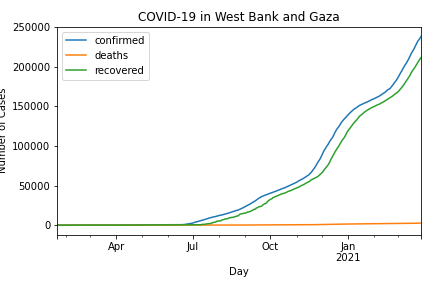 COVID-19 in West Bank and Gaza
250000
200000
150000
100000
50000
0
Number of Cases
confirmed
deaths
recovered
Apr
Jul
Oct
Jan
2021
Day